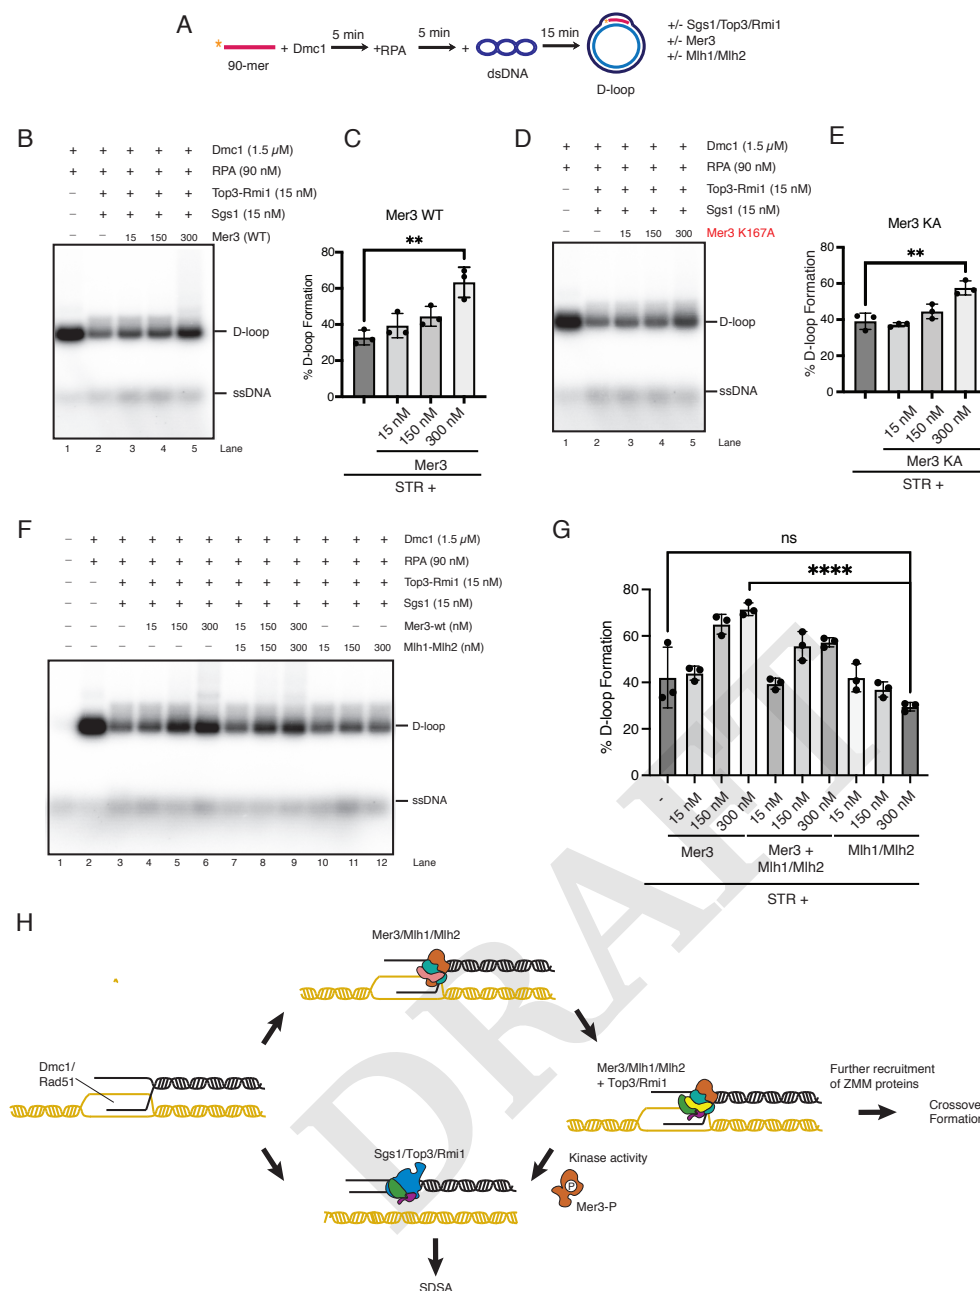 A
*
90-mer
+ Dmc1
5 min
+RPA
5 min
+
dsDNA
15 min
D-loop
+/- Sgs1/Top3/Rmi1
+/- Mer3
+/- Mlh1/Mlh2
B
+ + + + + Dmc1 (1.5 µM)
+ + + + + RPA (90 nM)
− + + + + Top3-Rmi1 (15 nM)
− + + + + Sgs1 (15 nM)
− − 15 150 300 Mer3 (WT)
D-loop
ssDNA
1 2 3 4 5 Lane
C
Mer3 WT
**
% D-loop Formation
80
60
40
20
0
15 nM
150 nM
300 nM
Mer3
STR +
D
+ + + + + Dmc1 (1.5 µM)
+ + + + + RPA (90 nM)
− + + + + Top3-Rmi1 (15 nM)
− + + + + Sgs1 (15 nM)
− − 15 150 300 Mer3 K167A
D-loop
ssDNA
1 2 3 4 5 Lane
E
Mer3 KA
**
% D-loop Formation
80
60
40
20
0
15 nM
150 nM
300 nM
Mer3 KA
STR +
F
− + + + + + + + + + + + Dmc1 (1.5 µM)
− + + + + + + + + + + + RPA (90 nM)
− − + + + + + + + + + + Top3-Rmi1 (15 nM)
− − + + + + + + + + + + Sgs1 (15 nM)
− − − 15 150 300 15 150 300 − − − Mer3-wt (nM)
− − − − − − 15 150 300 15 150 300 Mlh1-Mlh2 (nM)
D-loop
ssDNA
1 2 3 4 5 6 7 8 9 10 11 12 Lane
G
ns
****
% D-loop Formation
80
60
40
20
0
-
15 nM
150 nM
300 nM
15 nM
150 nM
300 nM
15 nM
150 nM
300 nM
Mer3
Mer3 +
Mlh1/Mlh2
Mlh1/Mlh2
STR +
H
Mer3/Mlh1/Mlh2
Dmc1/
Rad51
Mer3/Mlh1/Mlh2
+ Top3/Rmi1
Further recruitment
of ZMM proteins
Crossover
Formation
Sgs1/Top3/Rmi1
Kinase activity
P
Mer3-P
SDSA
DRAFT